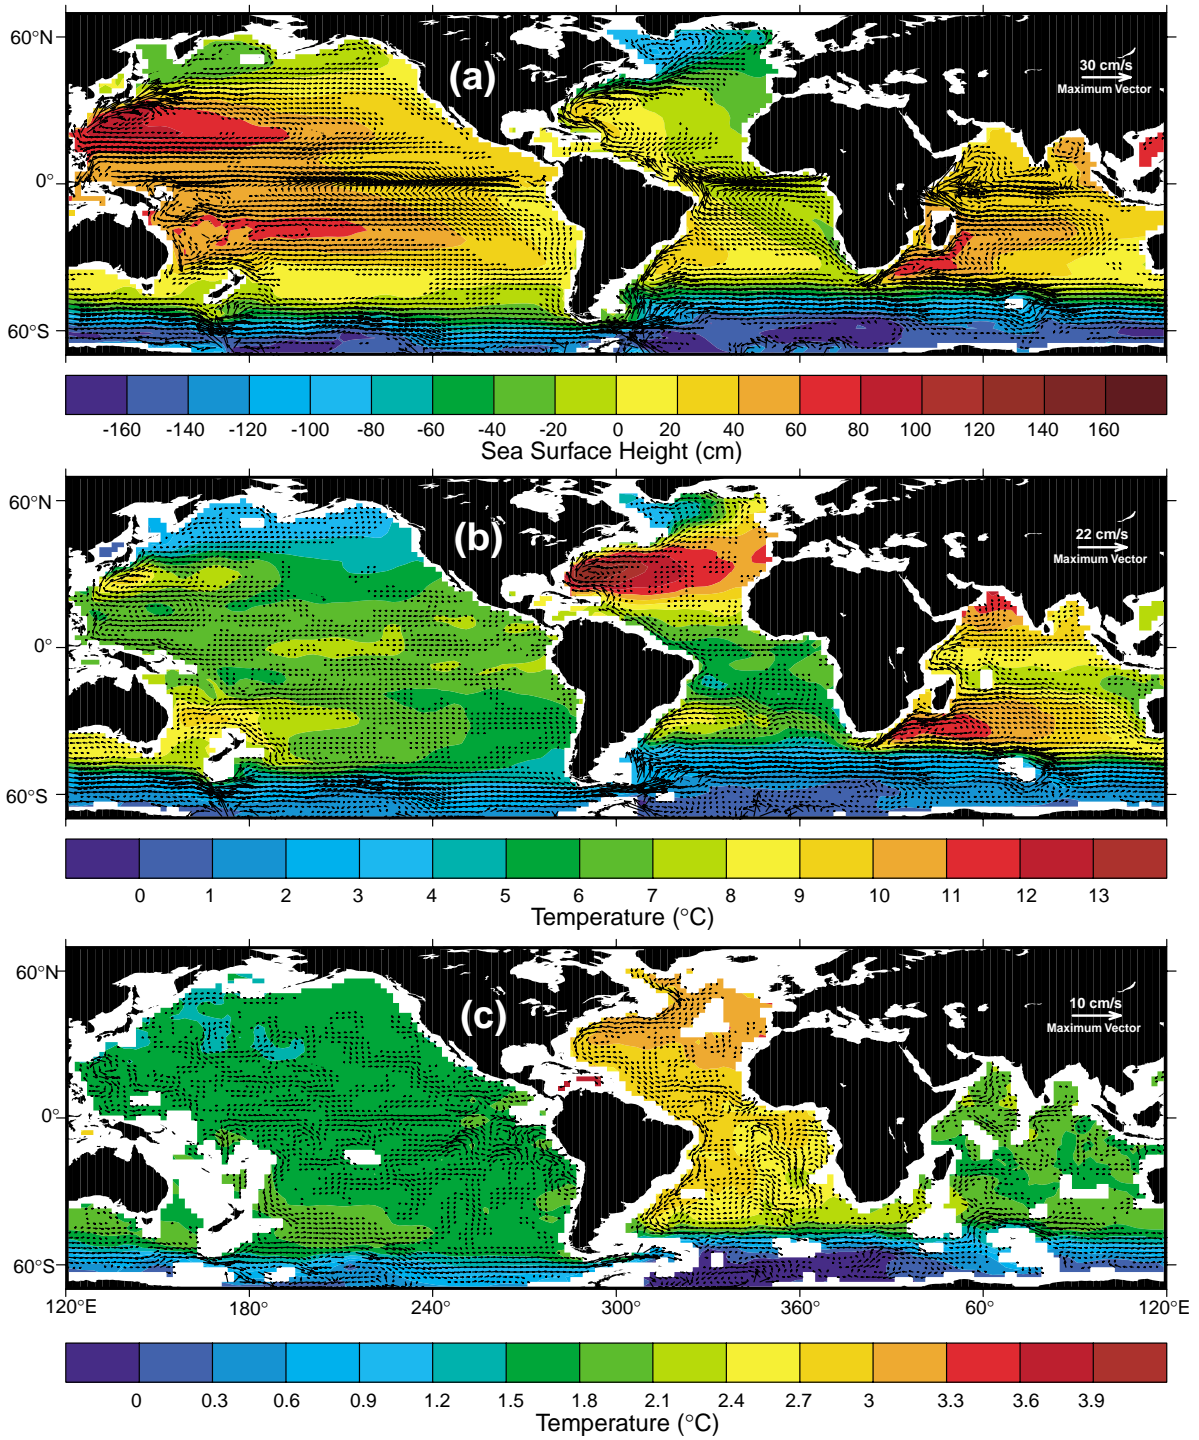 60°N
(a)
30 cm/s
Maximum Vector
0°
60°S
-160 -140 -120 -100 -80 -60 -40 -20 0 20 40 60 80 100 120 140 160
Sea Surface Height (cm)
60°N
(b)
22 cm/s
Maximum Vector
0°
60°S
0 1 2 3 4 5 6 7 8 9 10 11 12 13
Temperature (°C)
60°N
(c)
10 cm/s
Maximum Vector
0°
60°S
120°E 180° 240° 300° 360° 60° 120°E
0 0.3 0.6 0.9 1.2 1.5 1.8 2.1 2.4 2.7 3 3.3 3.6 3.9
Temperature (°C)